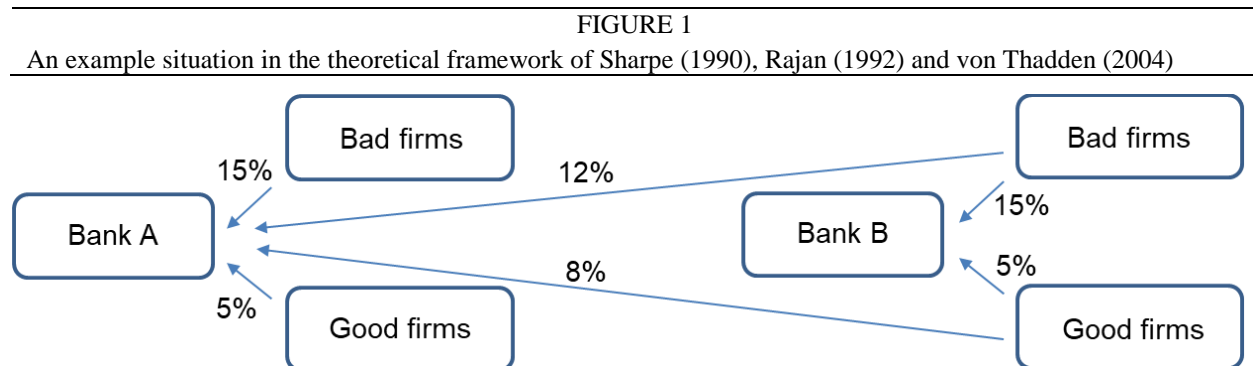 FIGURE 1
An example situation in the theoretical framework of Sharpe (1990), Rajan (1992) and von Thadden (2004)
Bad firms
Bad firms
15%
12%
15%
Bank A
Bank B
5%
8%
5%
Good firms
Good firms